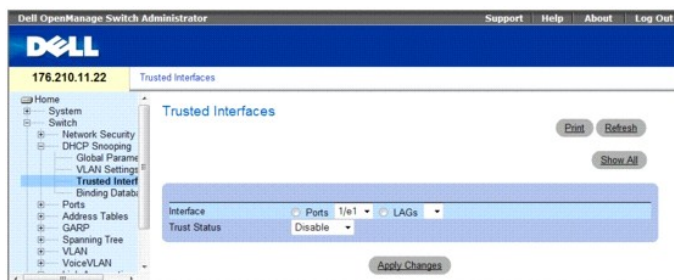 Dell OpenManage Switch Administrator Support Help About Log Out
DELL
176.210.11.22 Trusted Interfaces
Home
System
Switch
Network Security
DHCP Snooping
Global Parame
VLAN Settings
Trusted Interf
Binding Databa
Ports
Address Tables
GARP
Spanning Tree
VLAN
VoiceVLAN
Trusted Interfaces
Print Refresh
Show All
Interface Ports 1/e1 LAGs
Trust Status Disable
Apply Changes